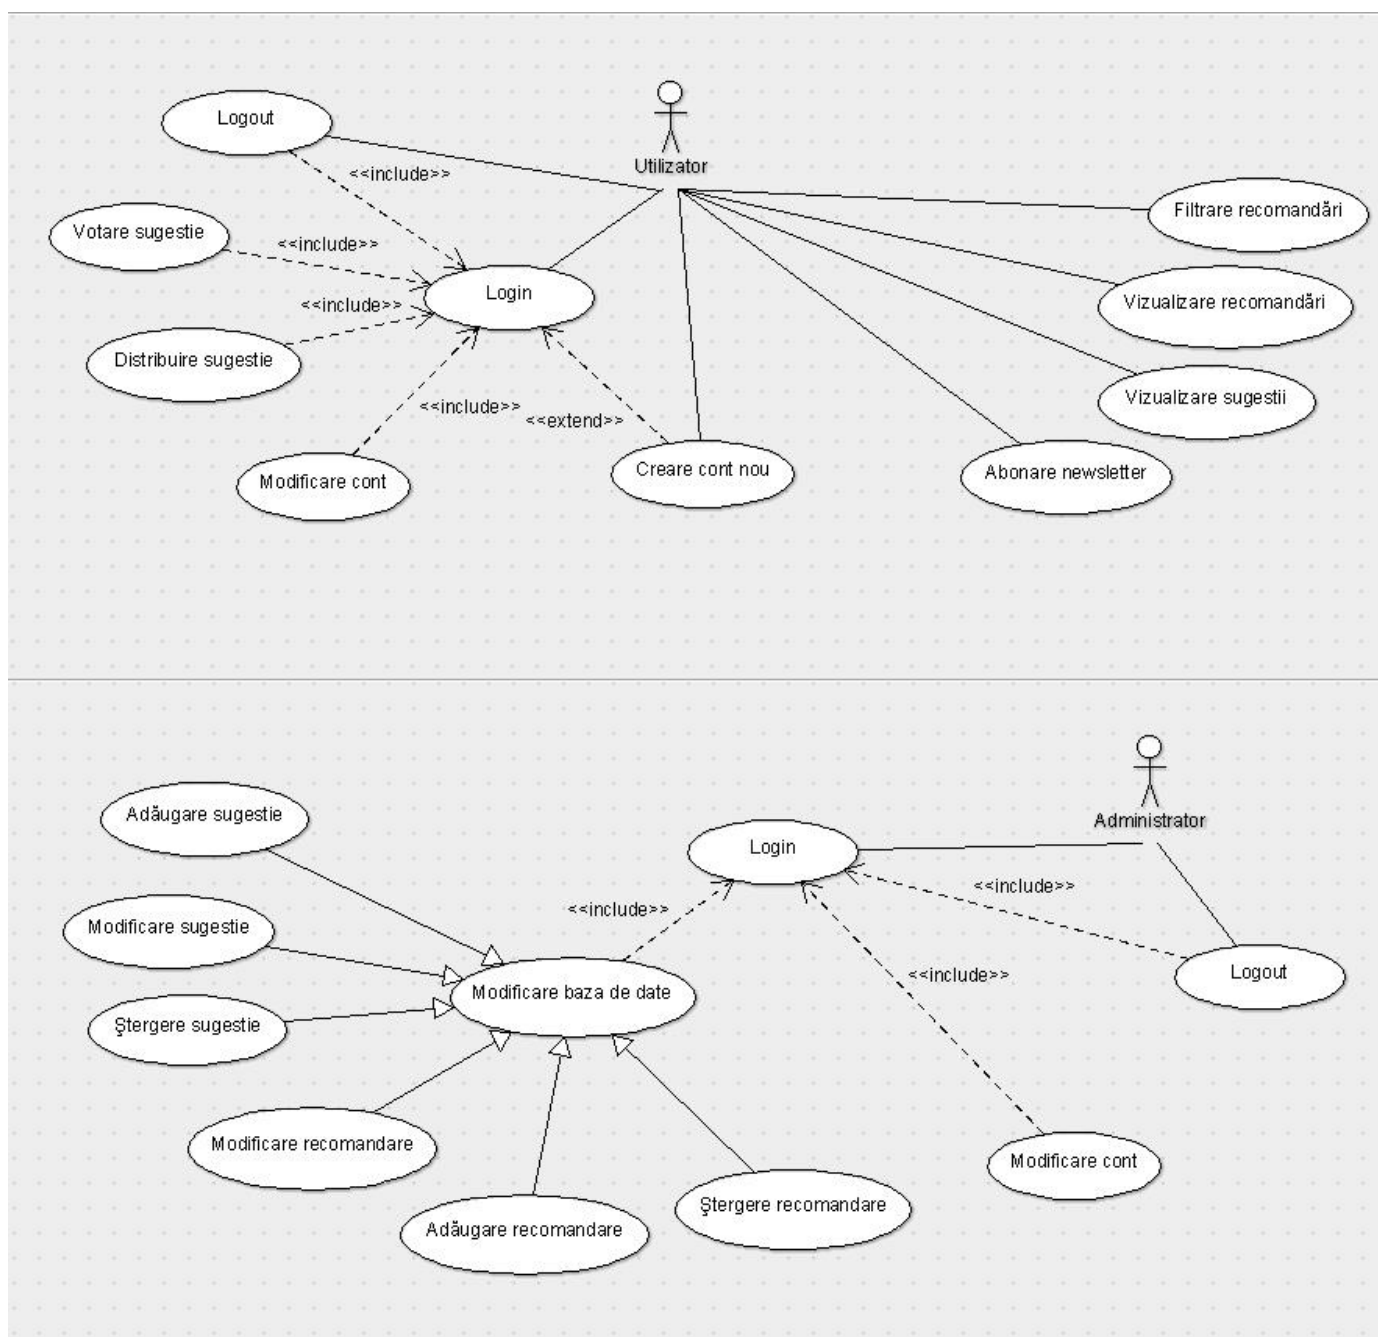 Logout
Utilizator
<<include>>
Filtrare recomandări
Votare sugestie
<<include>>
Login
Vizualizare recomandări
<<include>>
Distribuire sugestie
Vizualizare sugestii
<<include>>
<<extend>>
Modificare cont
Creare cont nou
Abonare newsletter
Adăugare sugestie
Administrator
Login
<<include>>
<<include>>
Modificare sugestie
<<include>>
Logout
Modificare baza de date
Ştergere sugestie
Modificare recomandare
Modificare cont
Ştergere recomandare
Adăugare recomandare